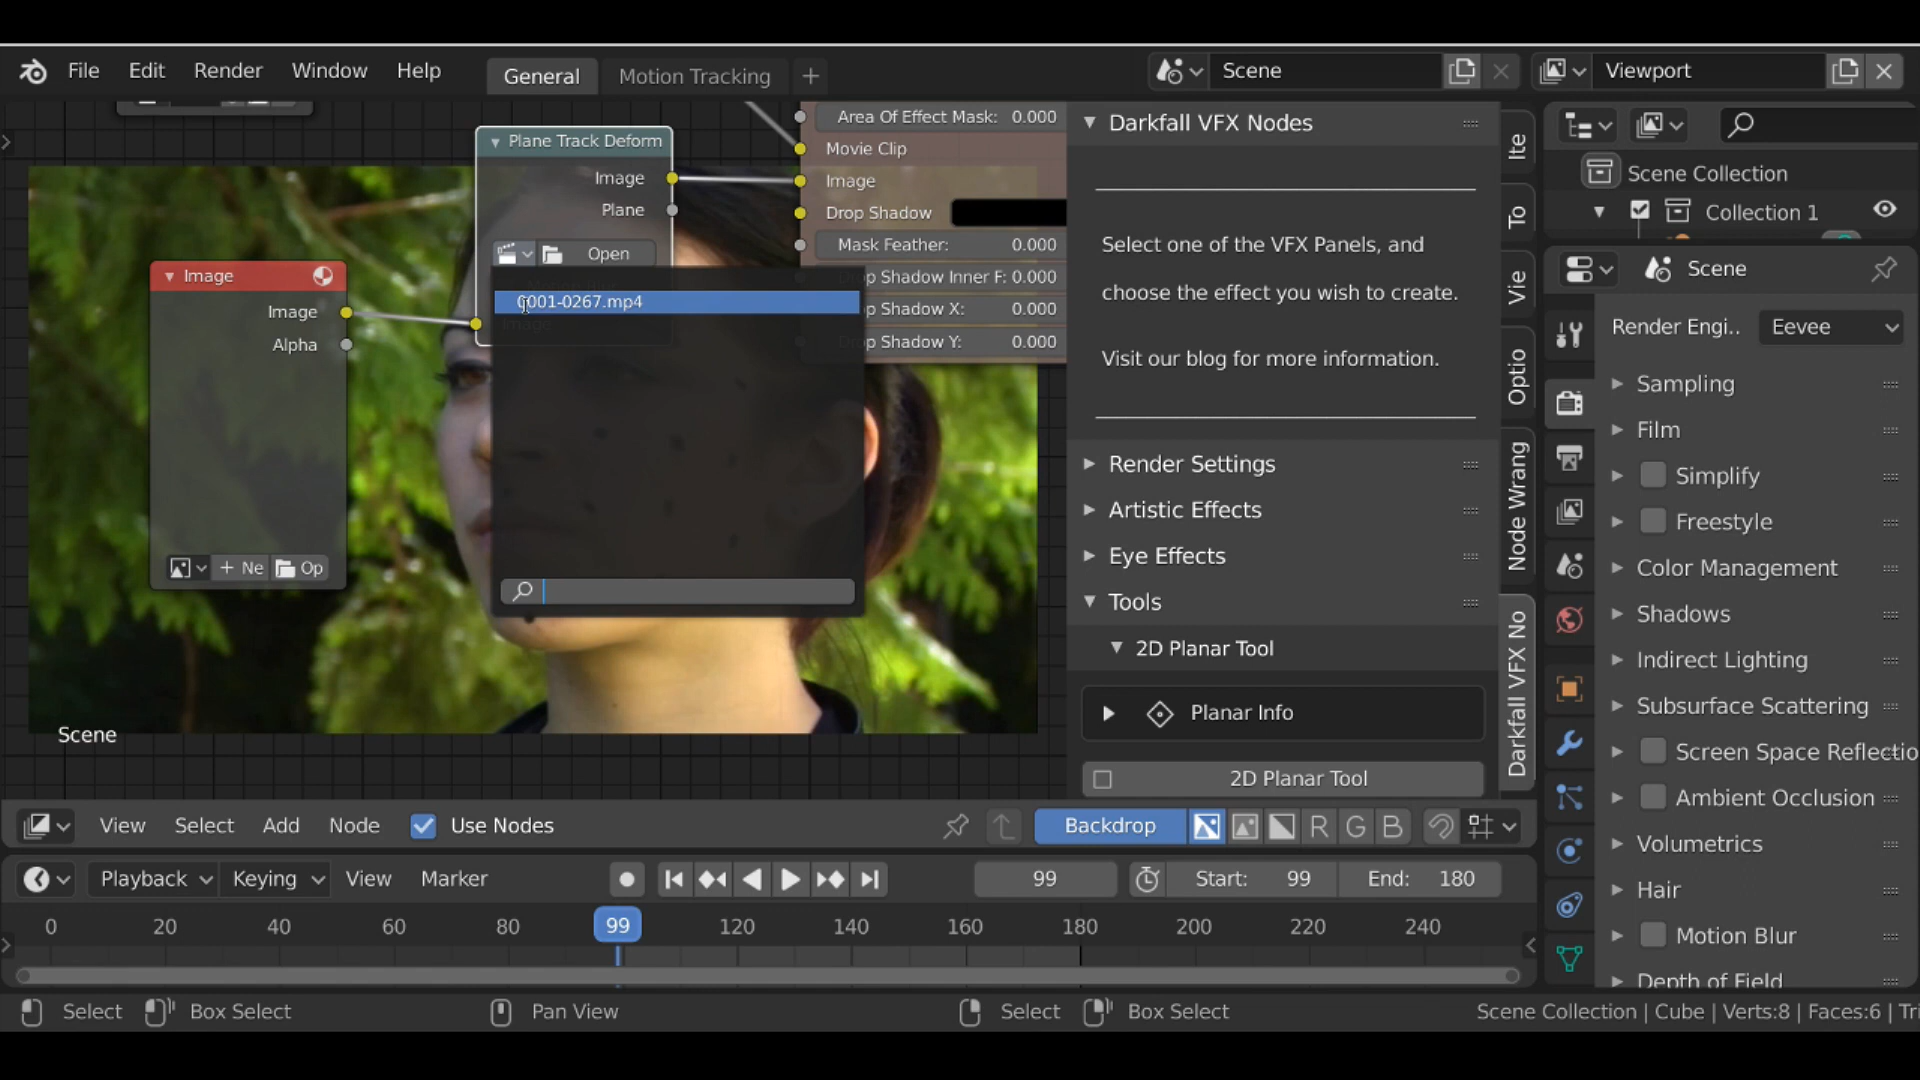 File Edit Render Window Help General Motion Tracking + Scene Viewport
Plane Track Deform
Image
Plane
Open
0001-0267.mp4
Image
Image
Image
Alpha
+ Ne Op
Area Of Effect Mask: 0.000
Movie Clip
Image
Drop Shadow
Mask Feather: 0.000
op Shadow Inner F: 0.000
op Shadow X: 0.000
op Shadow Y: 0.000
Scene
Darkfall VFX Nodes
Select one of the VFX Panels, and
choose the effect you wish to create.
Visit our blog for more information.
Render Settings
Artistic Effects
Eye Effects
Tools
2D Planar Tool
Planar Info
2D Planar Tool
Ite
To
Vie
Optio
Node Wrang
Darkfall VFX No
Scene Collection
Collection 1
Scene
Render Engi.. Eevee
Sampling
Film
Simplify
Freestyle
Color Management
Shadows
Indirect Lighting
Subsurface Scattering
Screen Space Reflectio
Ambient Occlusion
Volumetrics
Hair
Motion Blur
Depth of Field
View Select Add Node Use Nodes Backdrop R G B
Playback Keying View Marker 99 Start: 99 End: 180
0 20 40 60 80 99 120 140 160 180 200 220 240
Select Box Select Pan View Select Box Select Scene Collection | Cube | Verts:8 | Faces:6 | Tri